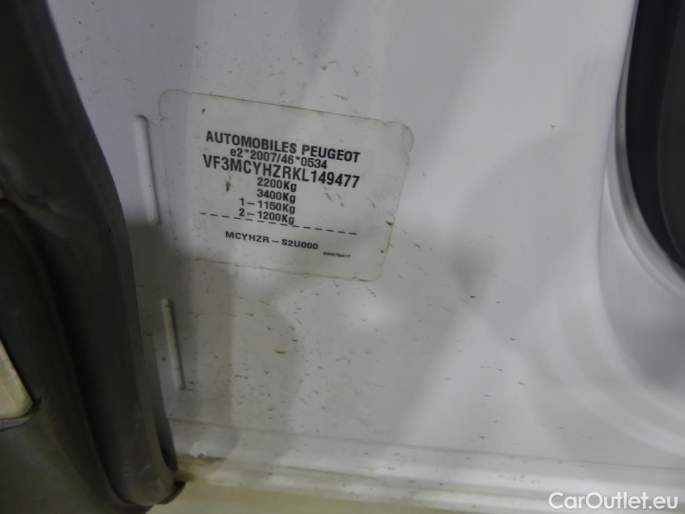 AUTOMOBILES PEUGEOT
e2*2007/46*0534
VF3MCYHZRKL149477
2200Kg
3400Kg
1-1150Kg
2-1200Kg
MCYHZR-S2U000
CarOutlet.eu